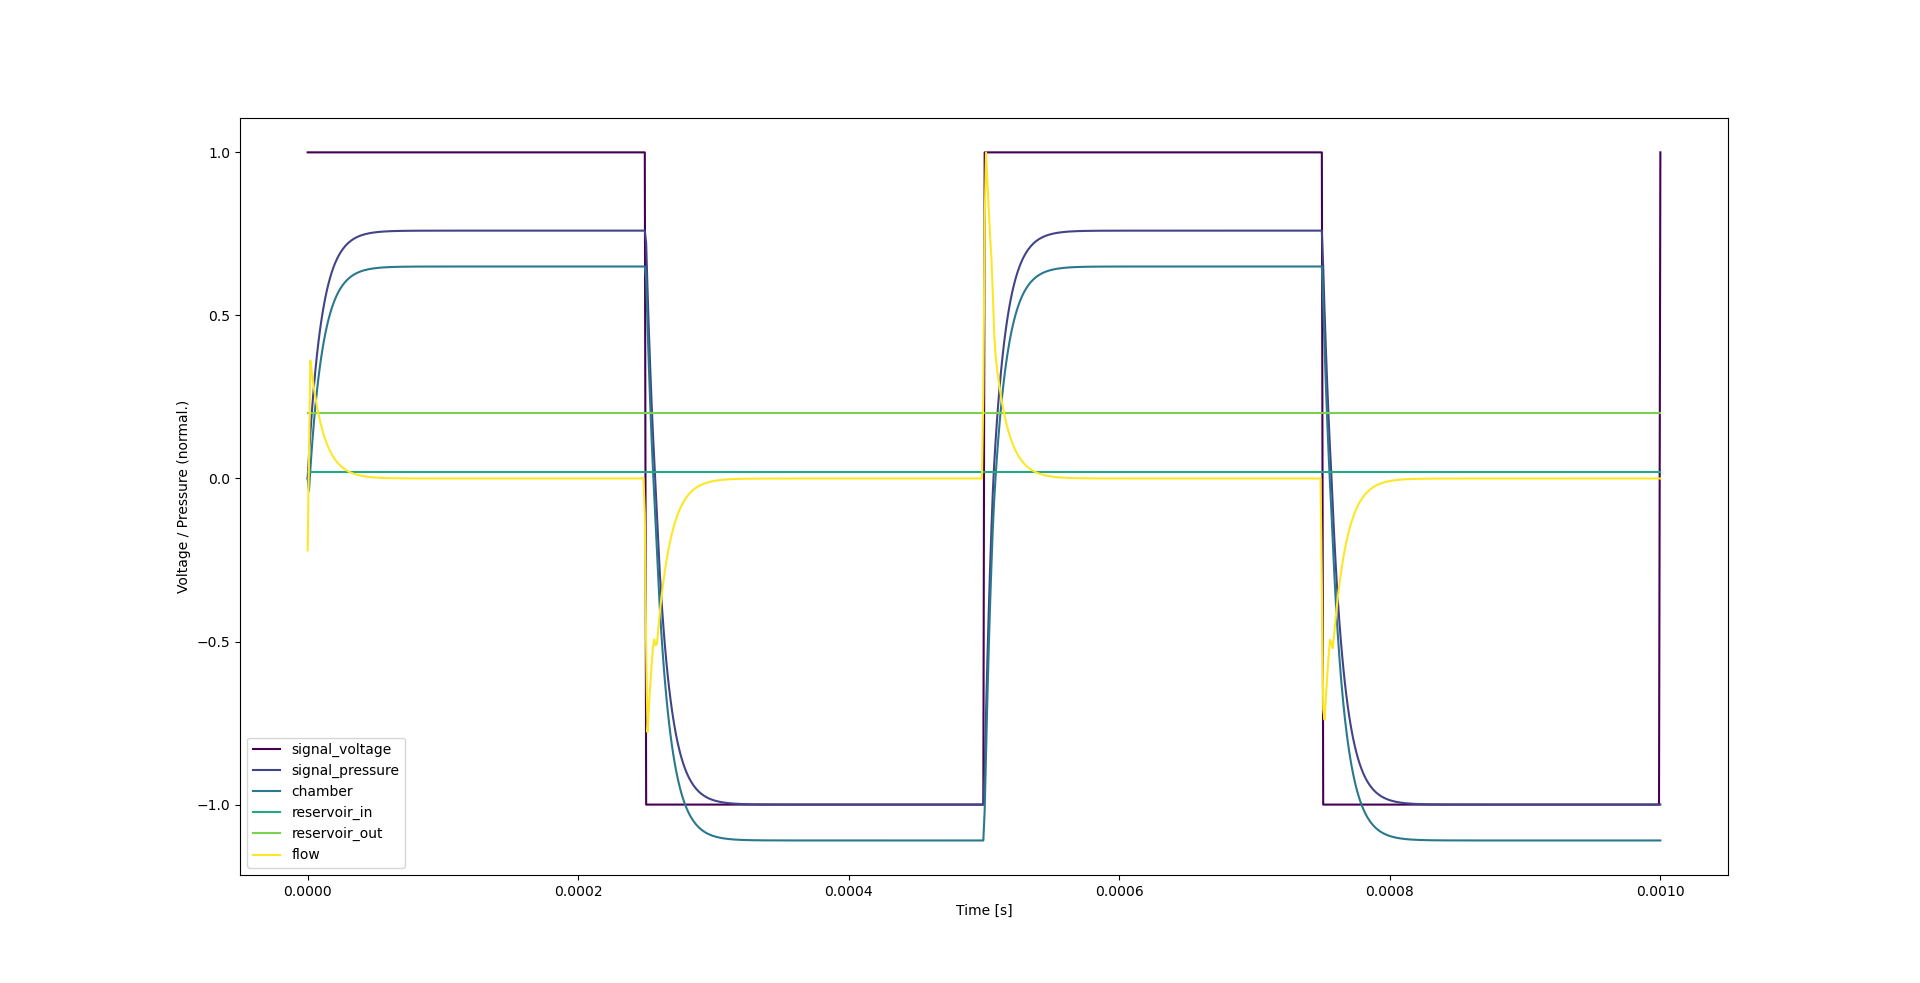 1.0
0.5
0.0
−0.5
−1.0
Voltage / Pressure (normal.)
signal_voltage
signal_pressure
chamber
reservoir_in
reservoir_out
flow
0.0000 0.0002 0.0004 0.0006 0.0008 0.0010
Time [s]